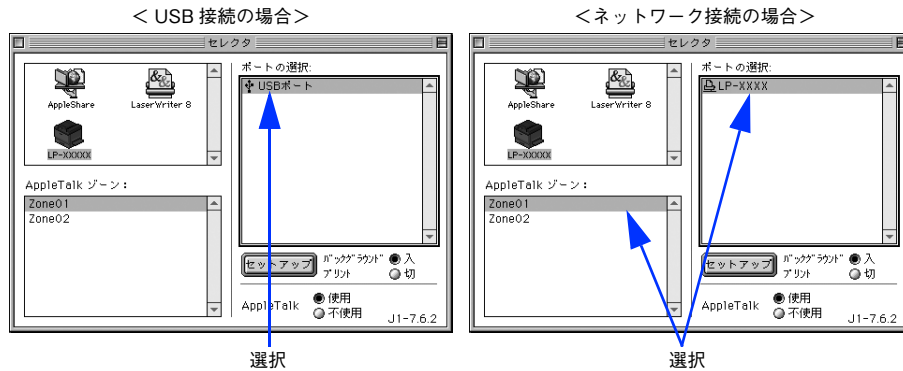 ＜USB 接続の場合＞
セレクタ
AppleShare
LaserWriter 8
LP-XXXXX
AppleTalk ゾーン：
Zone01
Zone02
ポートの選択:
USBポート
セットアップ
バックグラウンド
プリント
入
切
AppleTalk
使用
不使用
J1-7.6.2
選択
＜ネットワーク接続の場合＞
セレクタ
AppleShare
LaserWriter 8
LP-XXXXX
AppleTalk ゾーン：
Zone01
Zone02
ポートの選択:
LP-XXXX
セットアップ
バックグラウンド
プリント
入
切
AppleTalk
使用
不使用
J1-7.6.2
選択